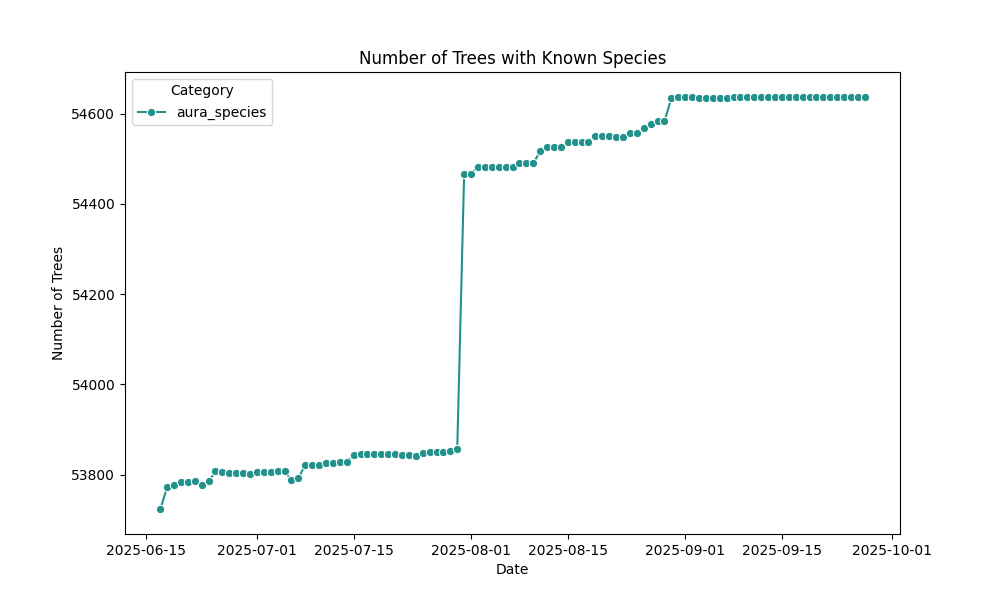 Number of Trees with Known Species
Category
aura_species
54600
54400
54200
54000
53800
Number of Trees
2025-06-15 2025-07-01 2025-07-15 2025-08-01 2025-08-15 2025-09-01 2025-09-15 2025-10-01
Date